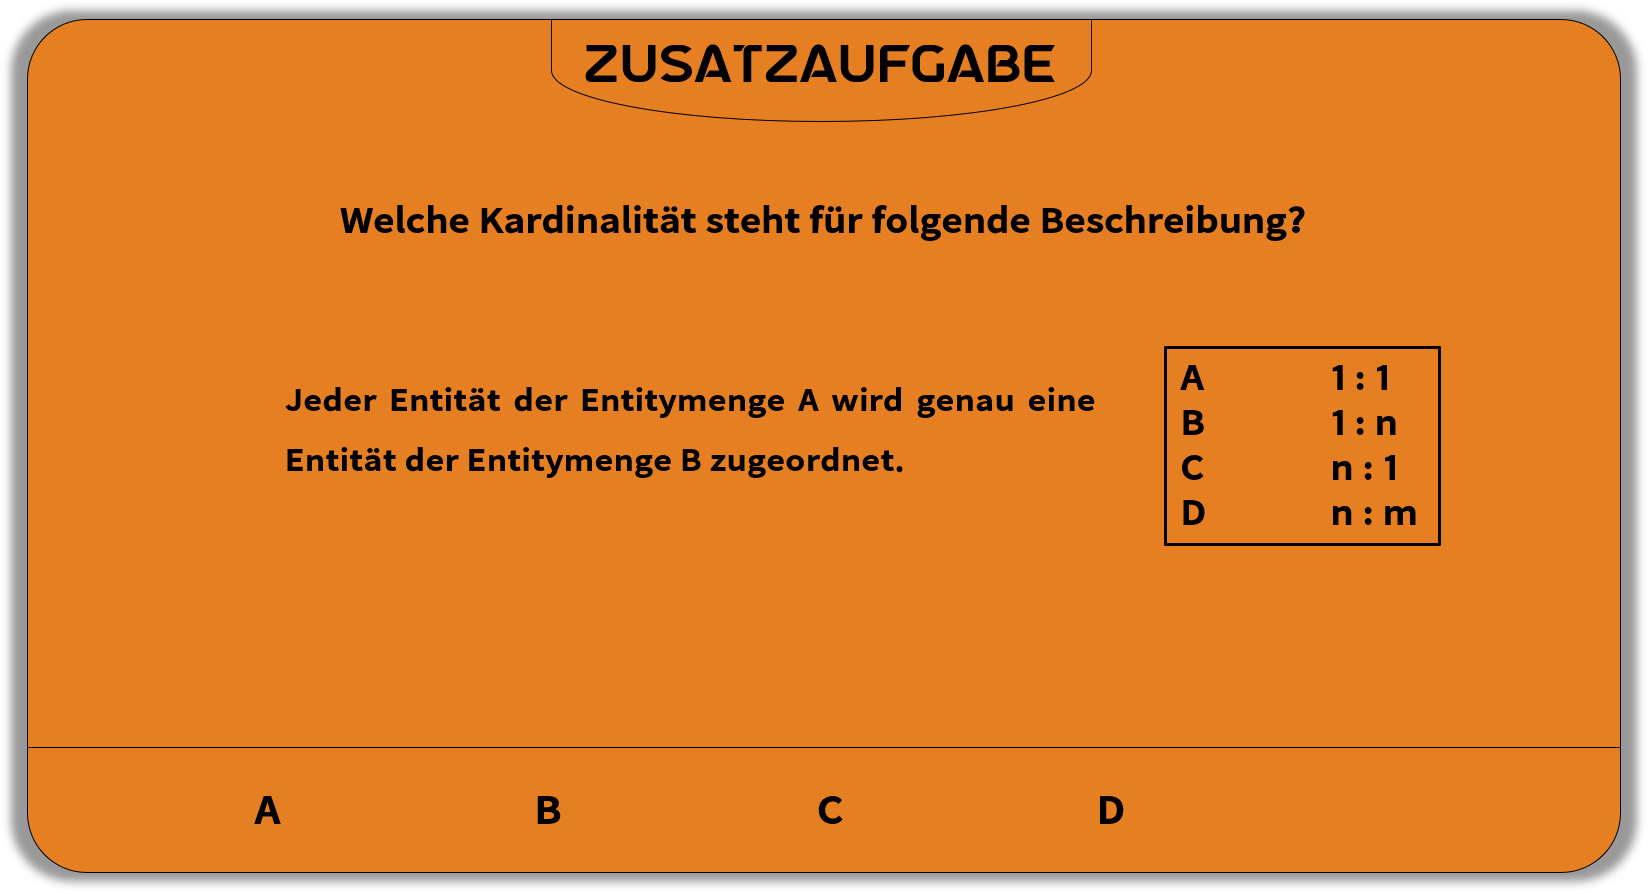 ZUSATZAUFGABE
Welche Kardinalität steht für folgende Beschreibung?
Jeder Entität der Entitymenge A wird genau eine
Entität der Entitymenge B zugeordnet.
A 1 : 1
B 1 : n
C n : 1
D n : m
A B C D